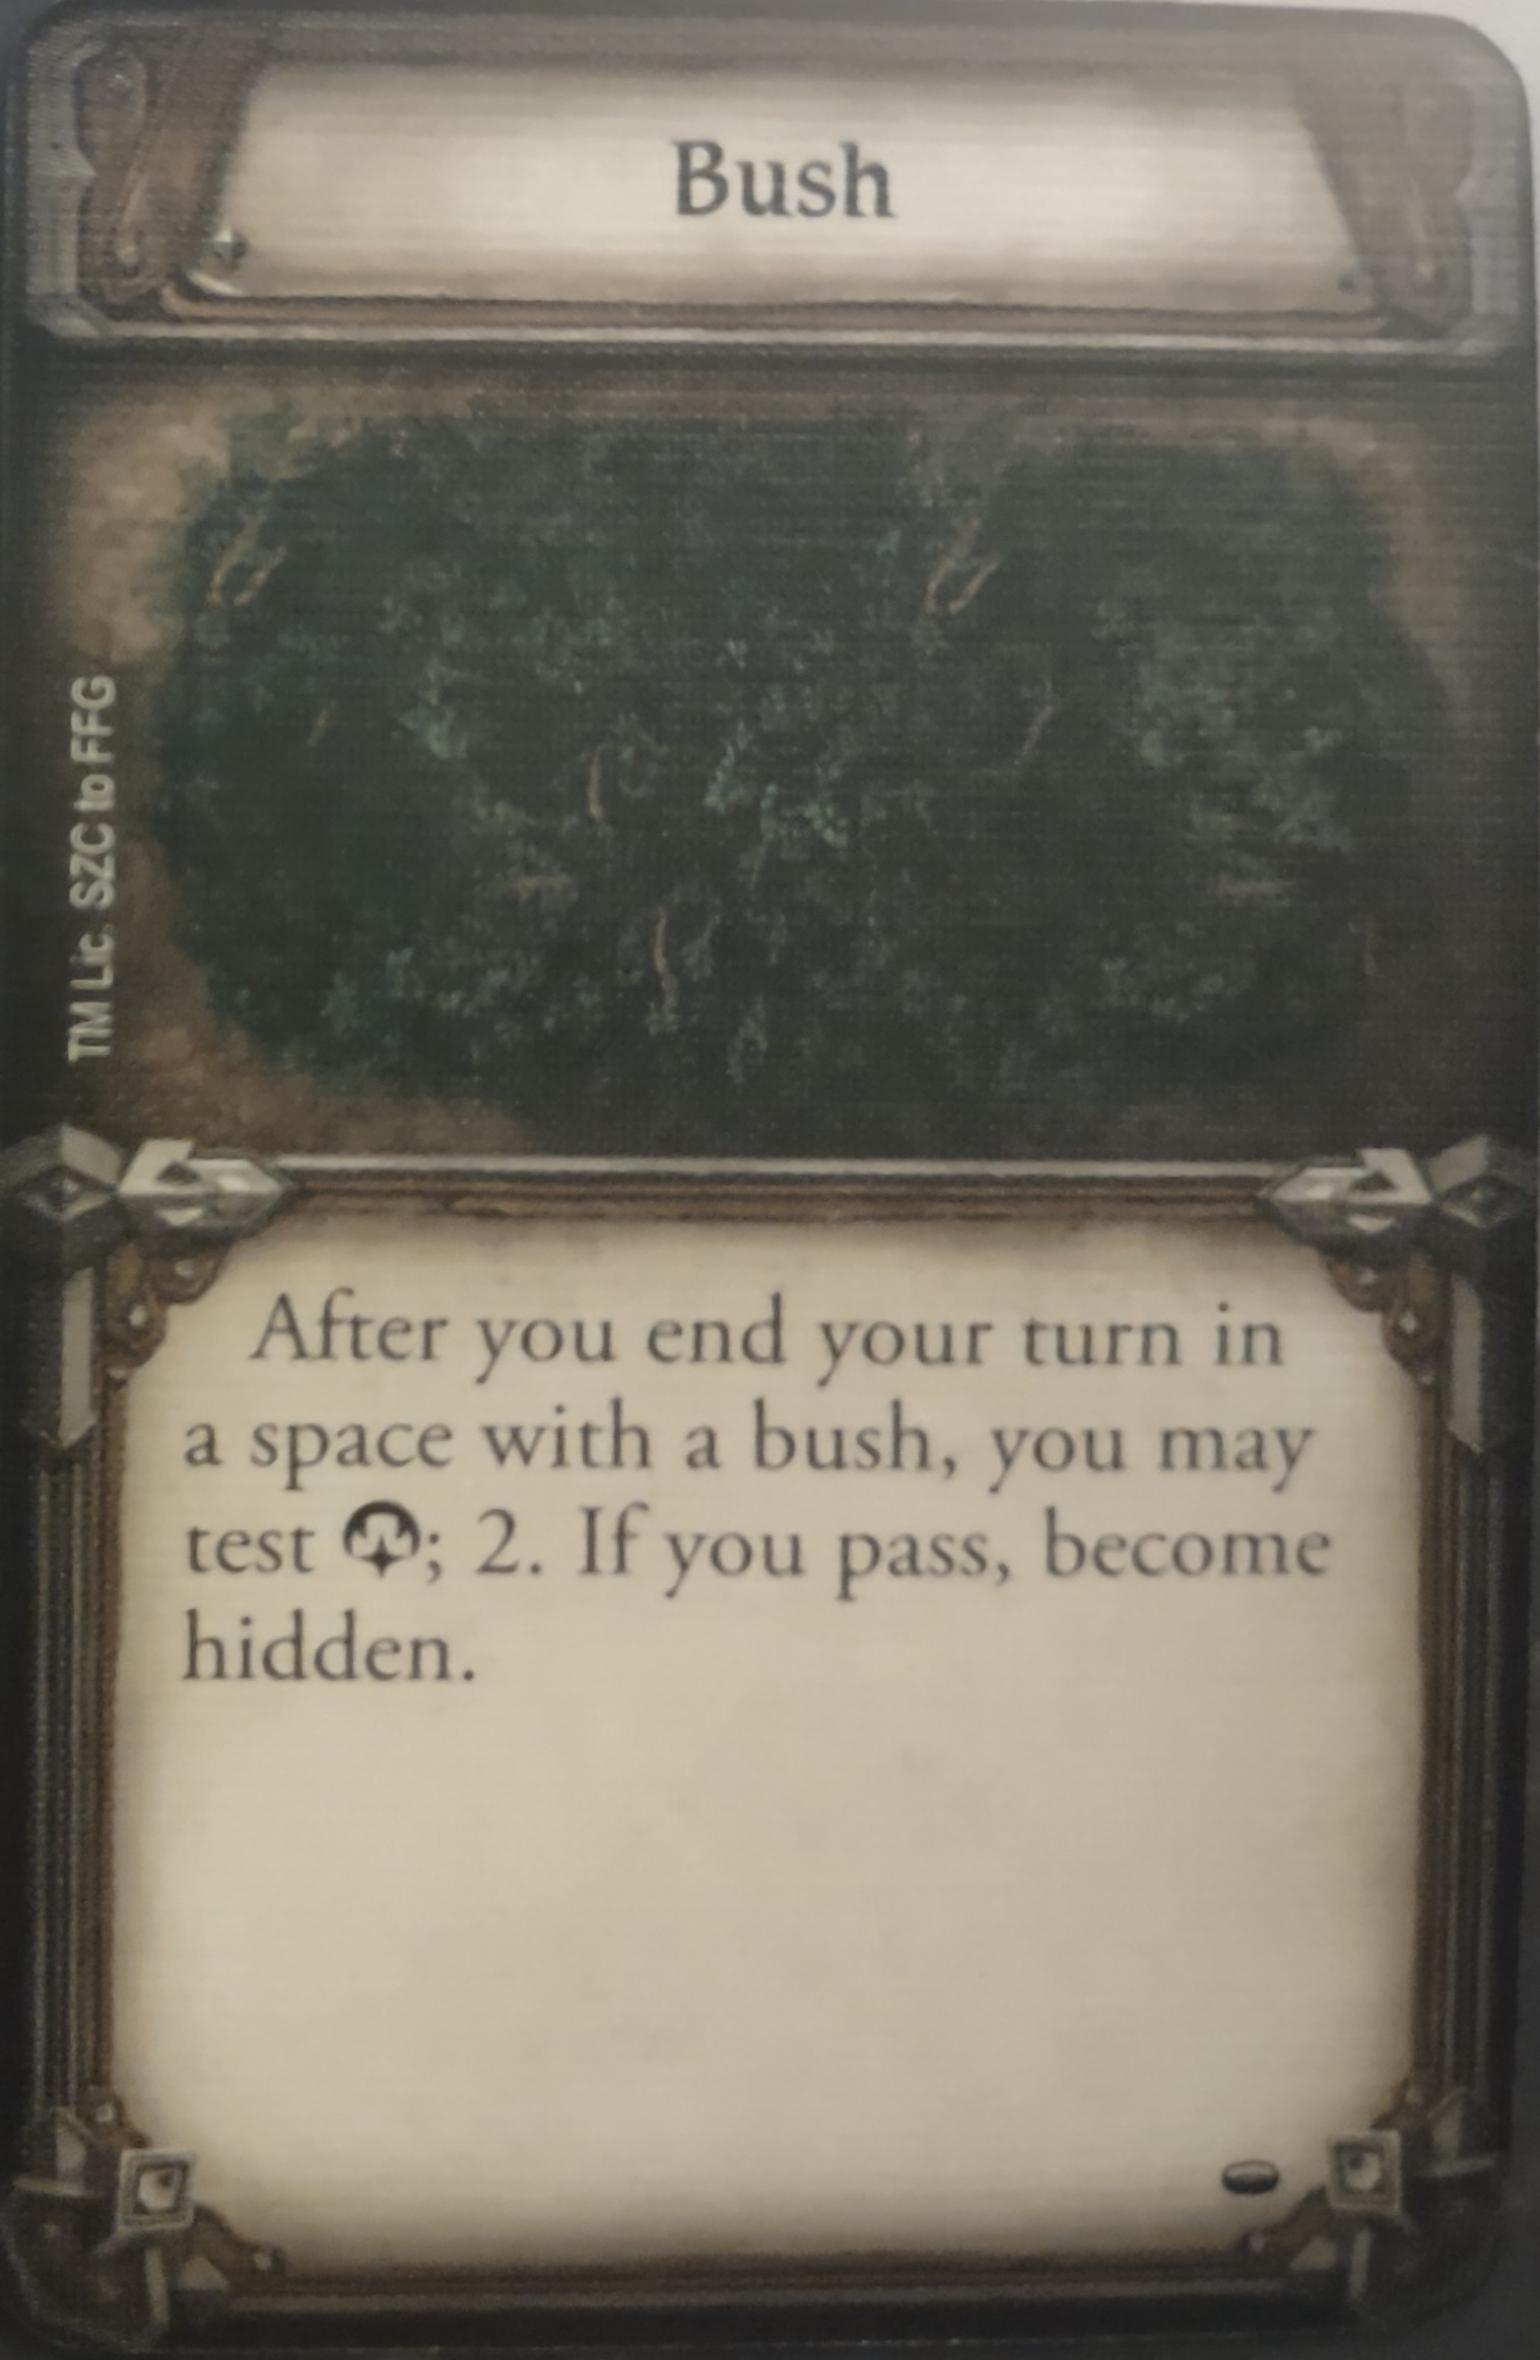 Bush
TM Lic. SZC to FFG
After you end your turn in
a space with a bush, you may
test ; 2. If you pass, become
hidden.